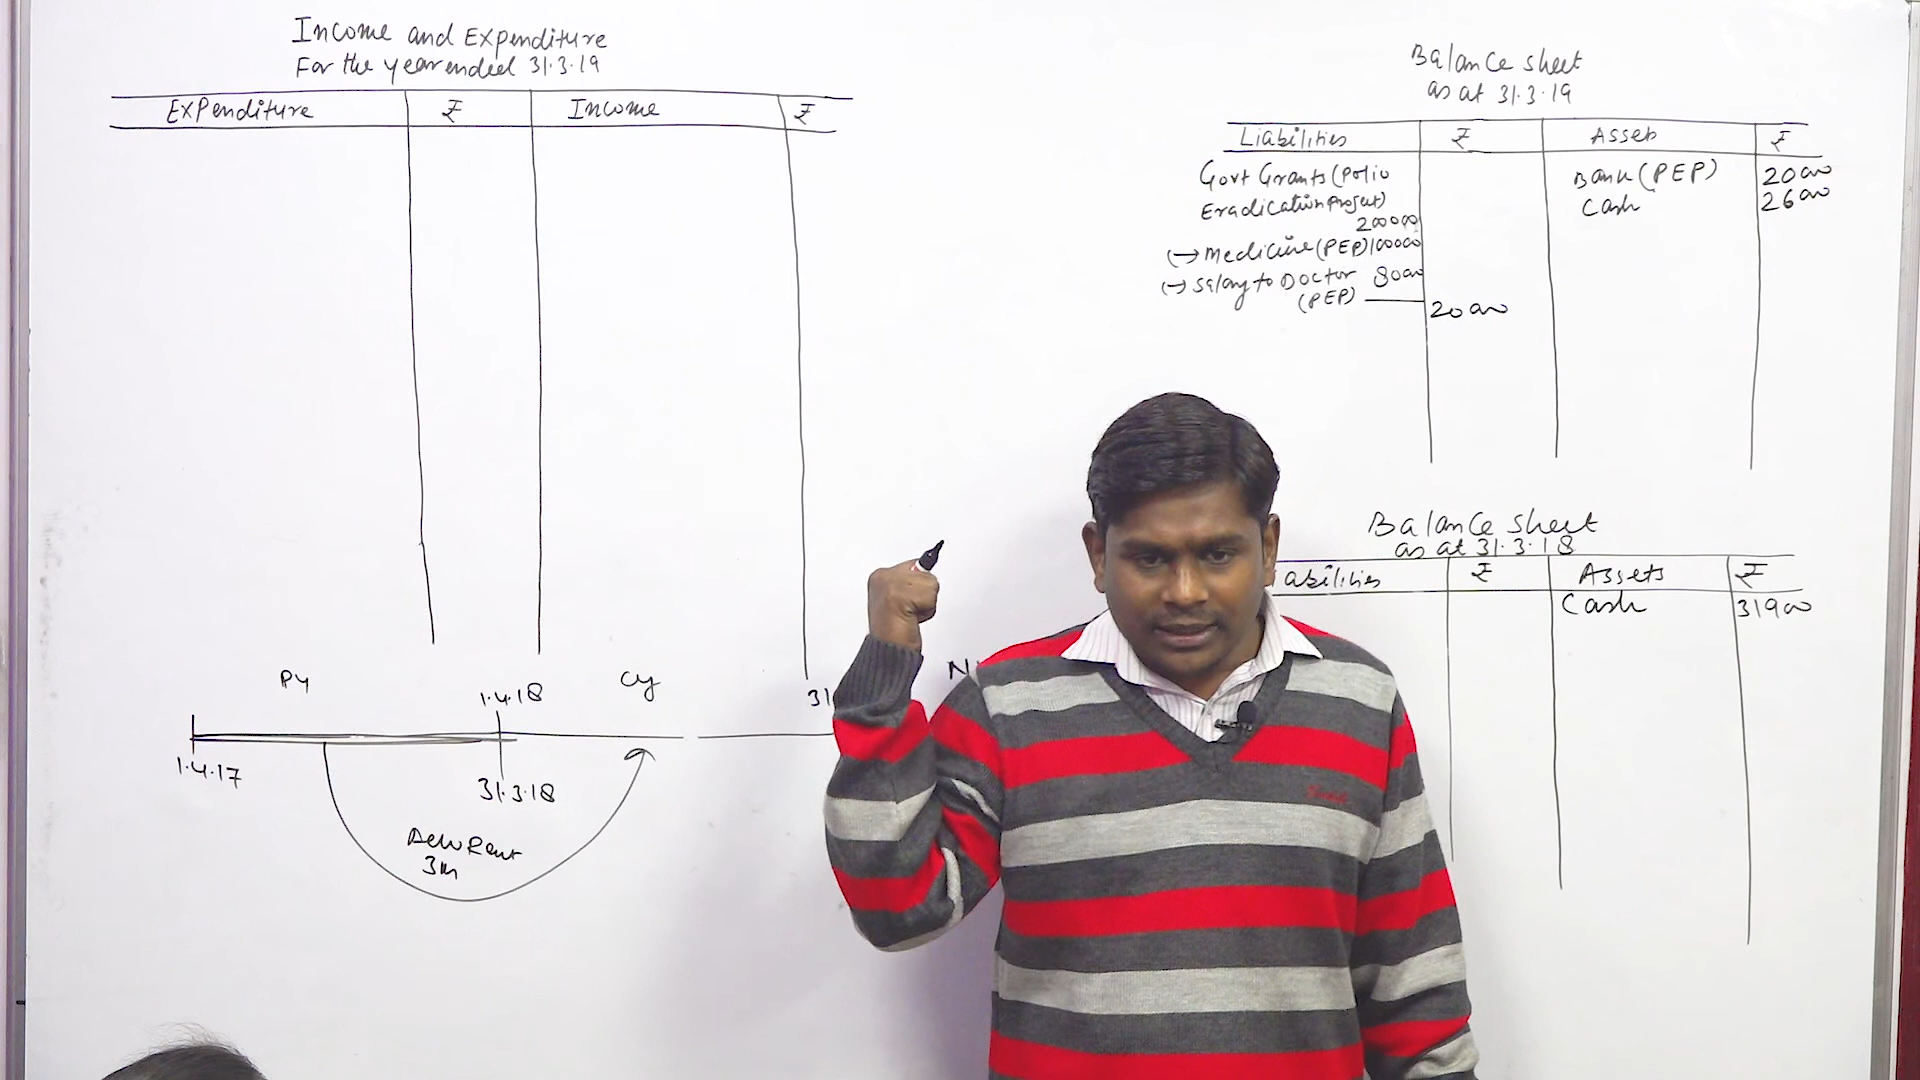 Income and Expenditure
For the year ended 31.3.19
Expenditure ₹ Income ₹
Balance sheet
as at 31.3.19
Liabilities ₹ Assets ₹
Govt Grants (Polio
Eradication Project)
200000
(→ Medicine (PEP) 100000
(→ Salary to Doctor 80000
(PEP)
20000
Bank (PEP) 20000
Cash 26000
Balance sheet
as at 31.3.18
abilities ₹ Assets ₹
Cash 31900
PY 1.4.18 CY 31 N
1.4.17 31.3.18
Rent
3m